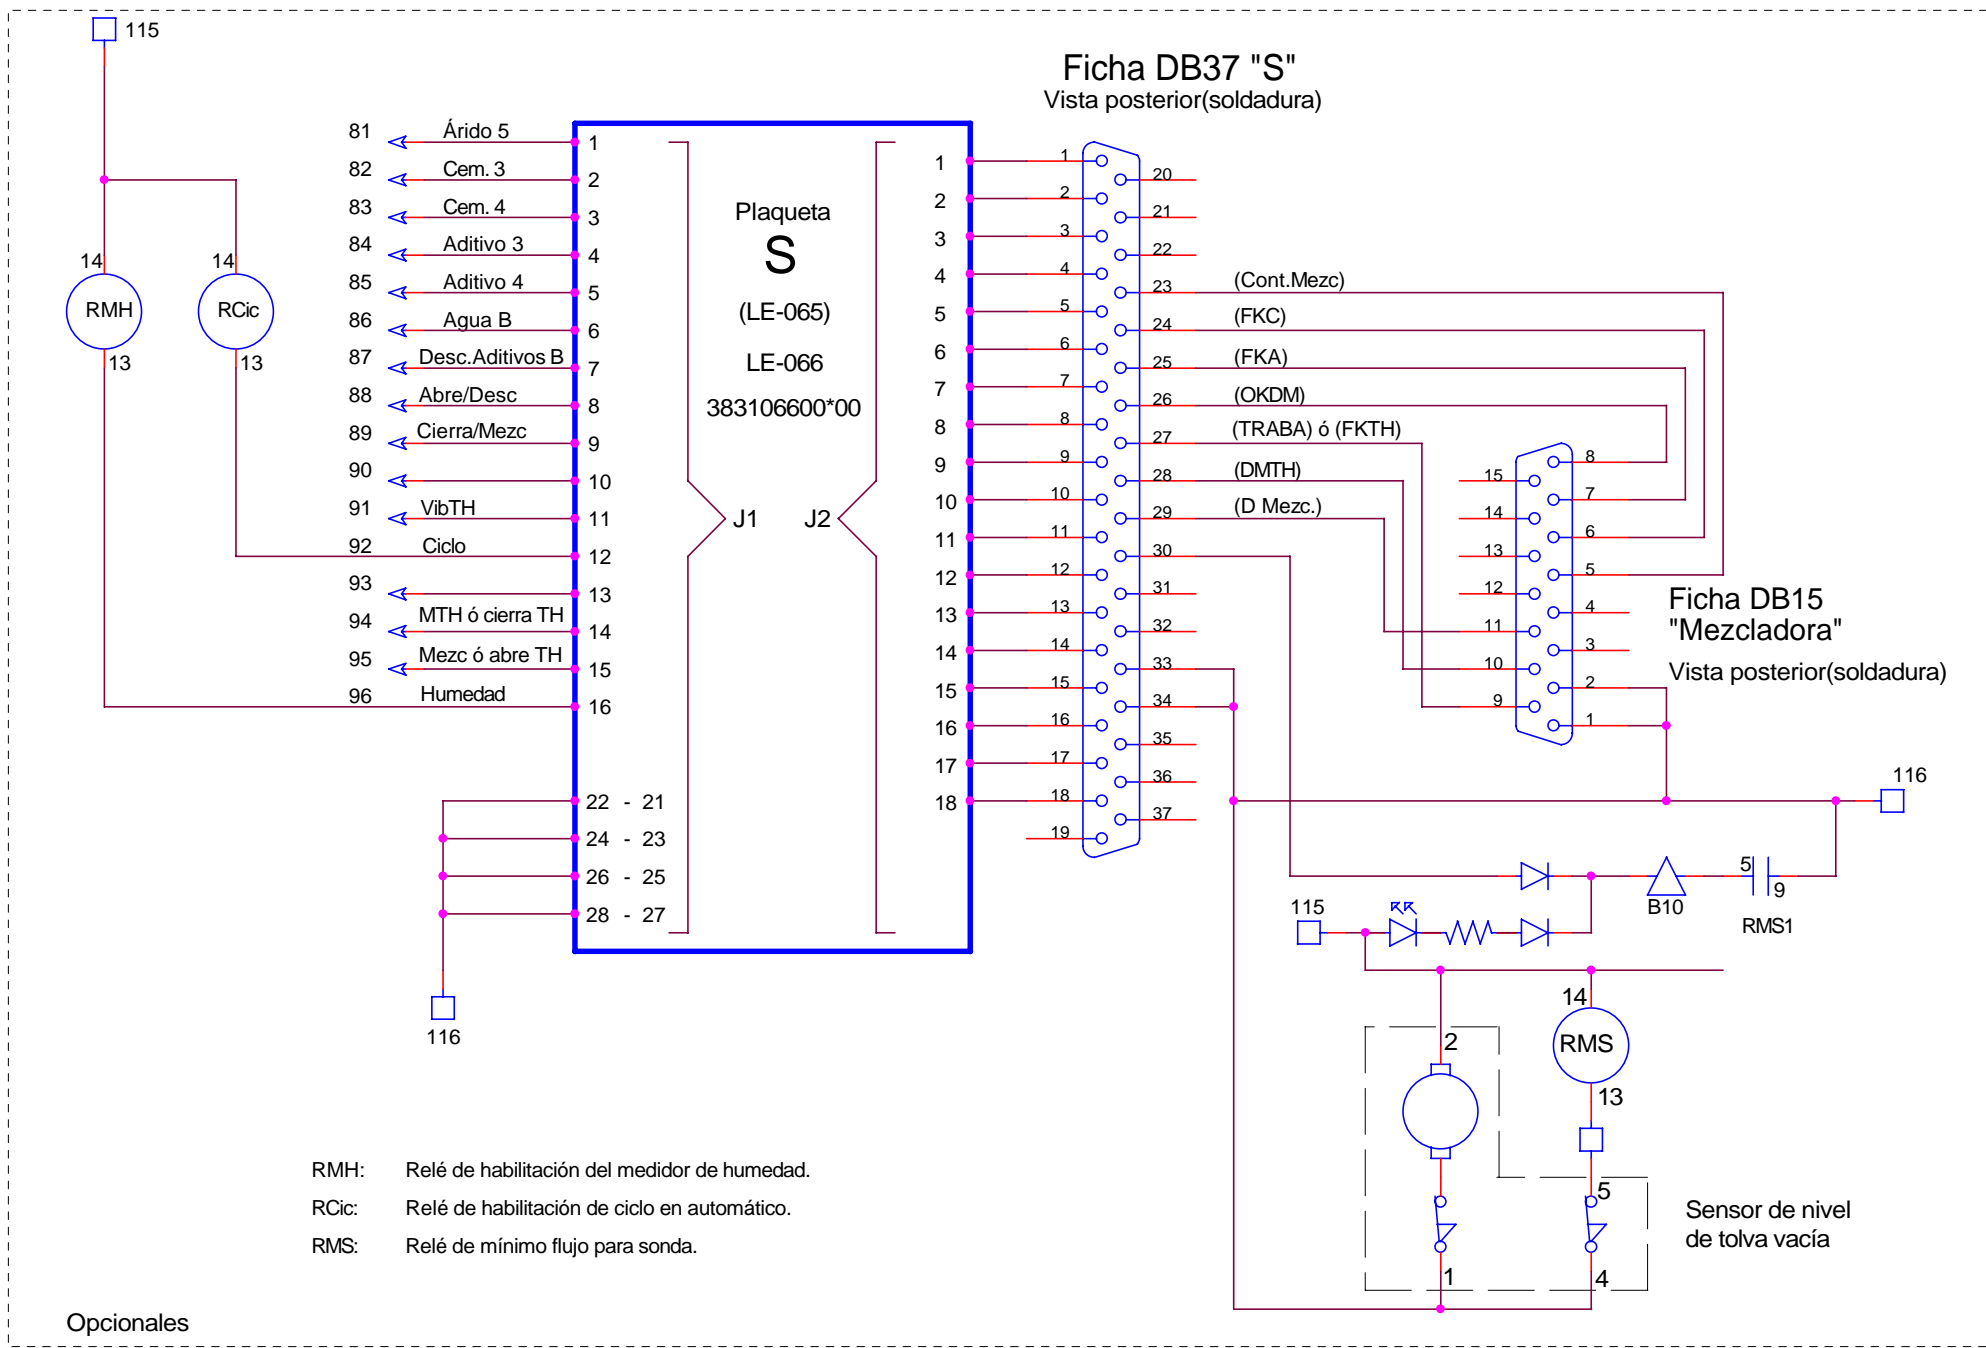 115
Ficha DB37 "S"
Vista posterior(soldadura)
81 Árido 5 1
82 Cem. 3 2
83 Cem. 4 3
84 Aditivo 3 4
85 Aditivo 4 5
86 Agua B 6
87 Desc.Aditivos B 7
88 Abre/Desc 8
89 Cierra/Mezc 9
90 10
91 VibTH 11
92 Ciclo 12
93 13
94 MTH ó cierra TH 14
95 Mezc ó abre TH 15
96 Humedad 16
22 - 21
24 - 23
26 - 25
28 - 27
116
14
RMH
13
14
RCic
13
Plaqueta
S
(LE-065)
LE-066
383106600*00
J1 J2
1 1
2 2
3 3
4 4
5 5
6 6
7 7
8 8
9 9
10 10
11 11
12 12
13 13
14 14
15 15
16 16
17 17
18 18
19
20
21
22
23 (Cont.Mezc)
24 (FKC)
25 (FKA)
26 (OKDM)
27 (TRABA) ó (FKTH)
28 (DMTH)
29 (D Mezc.)
30
31
32
33
34
35
36
37
15
14
13
12
11
10
9
8
7
6
5
4
3
2
1
Ficha DB15
"Mezcladora"
Vista posterior(soldadura)
116
B10
5
9
RMS1
115
14
RMS
13
2
1
5
4
Sensor de nivel
de tolva vacía
RMH: Relé de habilitación del medidor de humedad.
RCic: Relé de habilitación de ciclo en automático.
RMS: Relé de mínimo flujo para sonda.
Opcionales